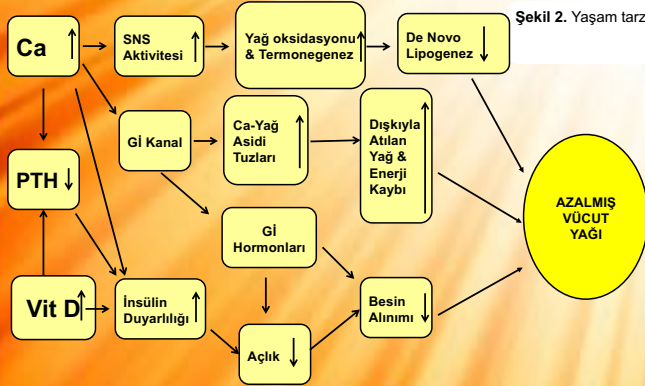 Şekil 2. Yaşam tarz
Ca
SNS
Aktivitesi
Yağ oksidasyonu
& Termonegenez
De Novo
Lipogenez
Gİ Kanal
Ca-Yağ
Asidi
Tuzları
Dışkıyla
Atılan
Yağ &
Enerji
Kaybı
PTH
AZALMIŞ
VÜCUT
YAĞI
Gİ
Hormonları
Vit D
İnsülin
Duyarlılığı
Besin
Alınımı
Açlık